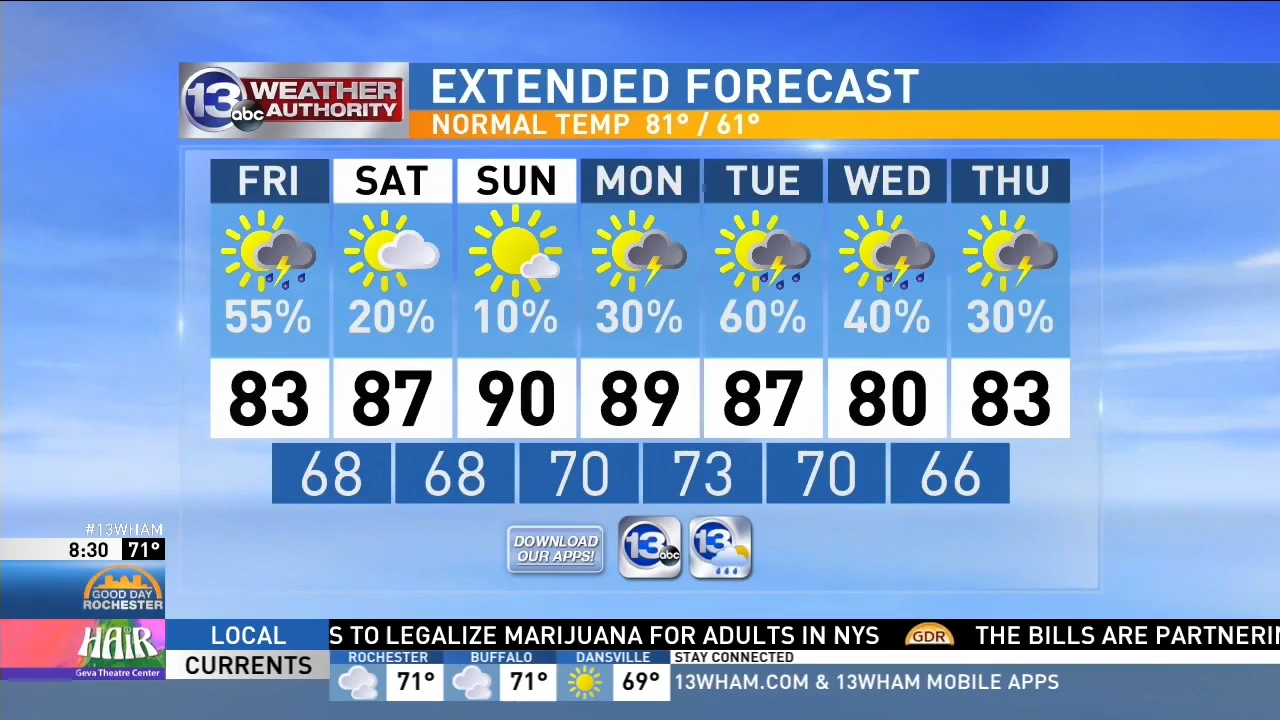 13 abc WEATHER AUTHORITY
EXTENDED FORECAST
NORMAL TEMP 81° / 61°
FRI SAT SUN MON TUE WED THU
55% 20% 10% 30% 60% 40% 30%
83 87 90 89 87 80 83
68 68 70 73 70 66
DOWNLOAD OUR APPS!
13 abc
13
#13WHAM
8:30 71°
GOOD DAY ROCHESTER
HAIR
Geva Theatre Center
LOCAL
S TO LEGALIZE MARIJUANA FOR ADULTS IN NYS GDR THE BILLS ARE PARTNERIN
CURRENTS
ROCHESTER BUFFALO DANSVILLE STAY CONNECTED
71° 71° 69° 13WHAM.COM & 13WHAM MOBILE APPS